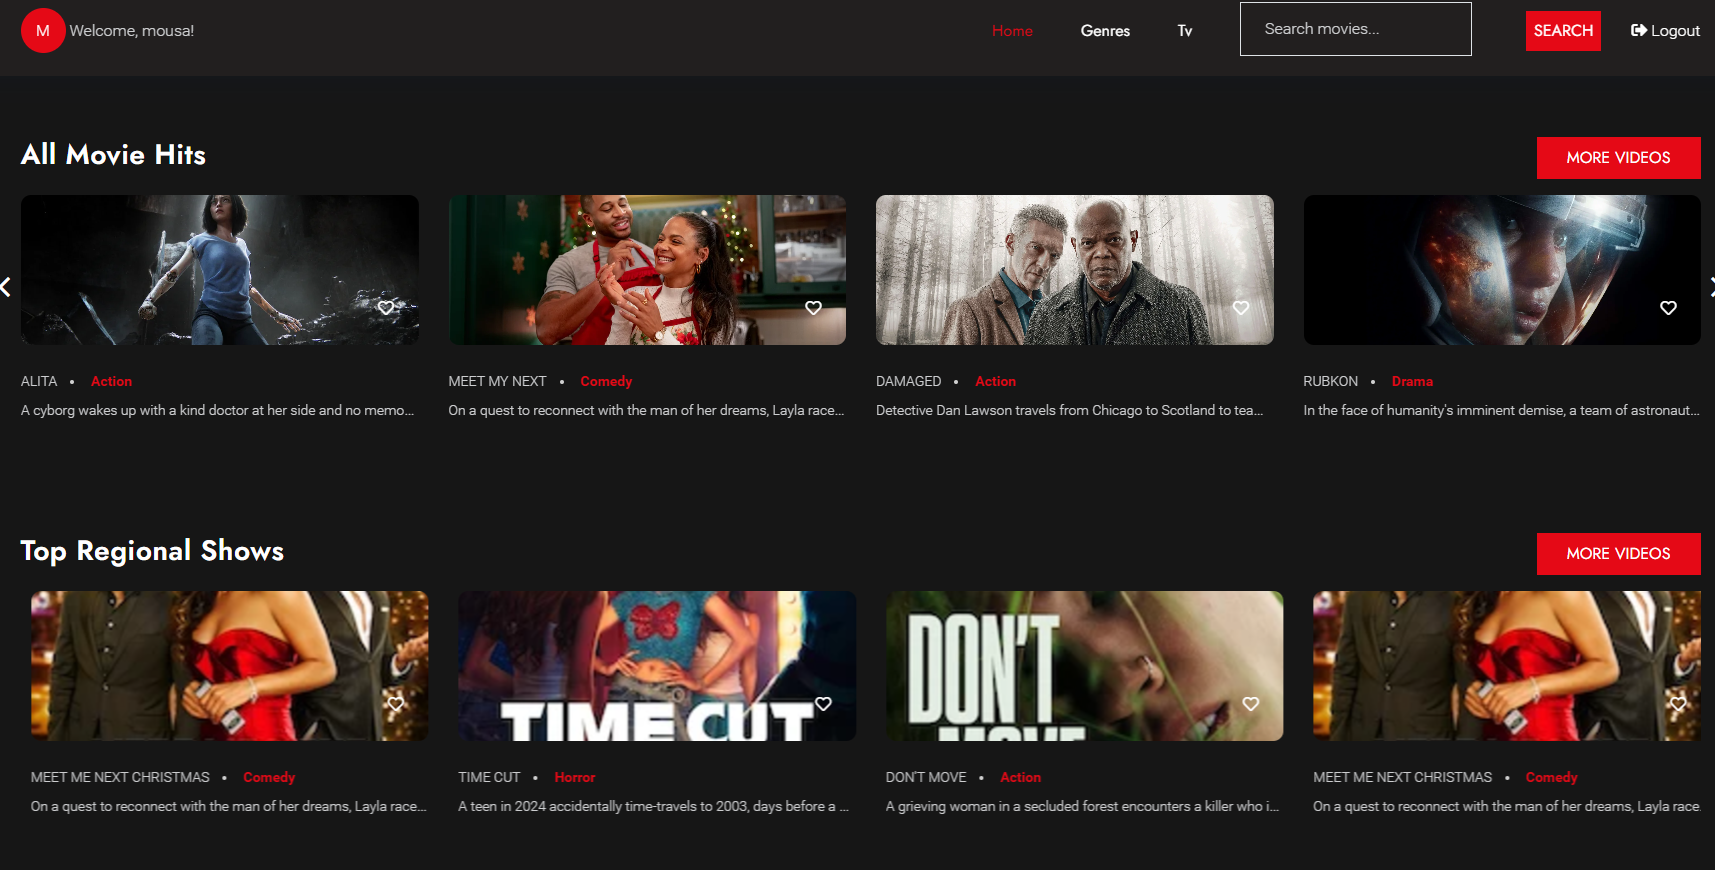 M Welcome, mousa! Home Genres Tv Search movies... SEARCH Logout
All Movie Hits MORE VIDEOS
ALITA • Action
A cyborg wakes up with a kind doctor at her side and no memo...
MEET MY NEXT • Comedy
On a quest to reconnect with the man of her dreams, Layla race...
DAMAGED • Action
Detective Dan Lawson travels from Chicago to Scotland to tea...
RUBKON • Drama
In the face of humanity's imminent demise, a team of astronaut...
Top Regional Shows MORE VIDEOS
MEET ME NEXT CHRISTMAS • Comedy
On a quest to reconnect with the man of her dreams, Layla race...
TIME CUT
TIME CUT • Horror
A teen in 2024 accidentally time-travels to 2003, days before a ...
DON'T
MOVE
DON'T MOVE • Action
A grieving woman in a secluded forest encounters a killer who i...
MEET ME NEXT CHRISTMAS • Comedy
On a quest to reconnect with the man of her dreams, Layla race.